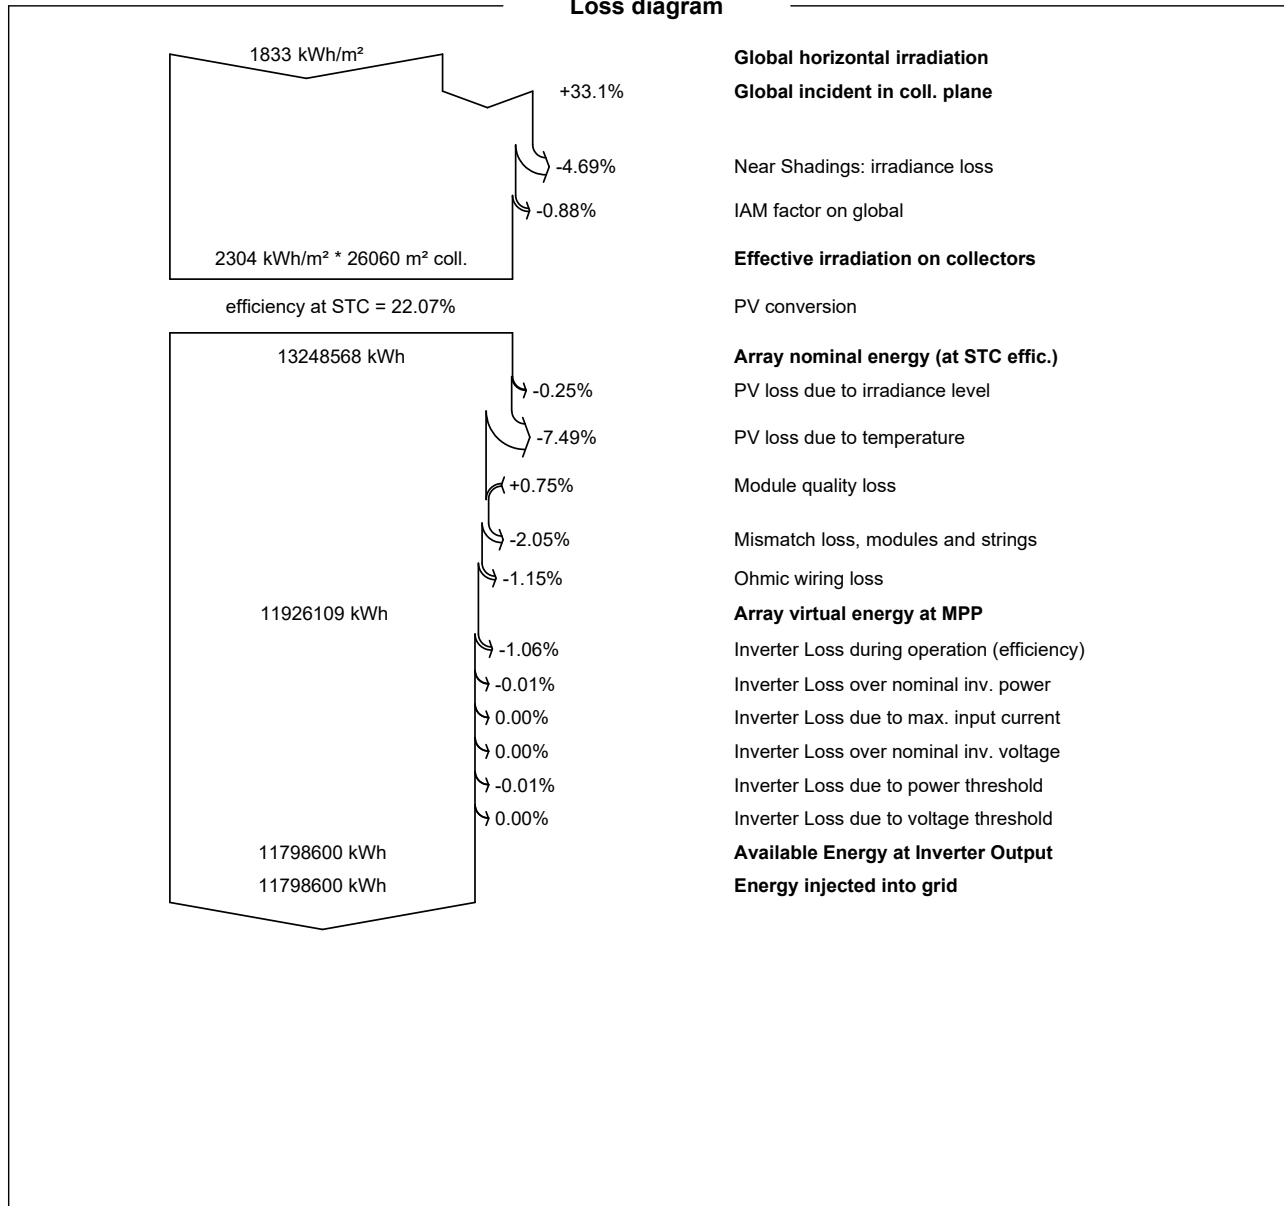 Loss diagram
1833 kWh/m² Global horizontal irradiation
+33.1% Global incident in coll. plane
-4.69% Near Shadings: irradiance loss
-0.88% IAM factor on global
2304 kWh/m² * 26060 m² coll. Effective irradiation on collectors
efficiency at STC = 22.07% PV conversion
13248568 kWh Array nominal energy (at STC effic.)
-0.25% PV loss due to irradiance level
-7.49% PV loss due to temperature
+0.75% Module quality loss
-2.05% Mismatch loss, modules and strings
-1.15% Ohmic wiring loss
11926109 kWh Array virtual energy at MPP
-1.06% Inverter Loss during operation (efficiency)
-0.01% Inverter Loss over nominal inv. power
0.00% Inverter Loss due to max. input current
0.00% Inverter Loss over nominal inv. voltage
-0.01% Inverter Loss due to power threshold
0.00% Inverter Loss due to voltage threshold
11798600 kWh Available Energy at Inverter Output
11798600 kWh Energy injected into grid